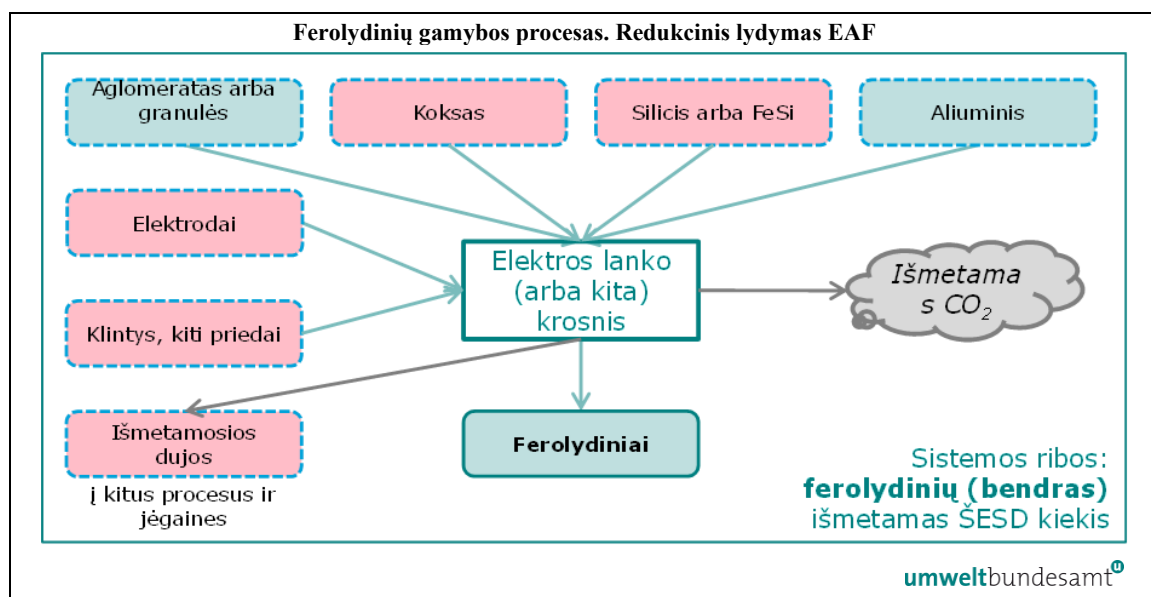 Ferolydinių gamybos procesas. Redukcinis lydymas EAF
Aglomeratas arba
granulės
Koksas
Silicis arba FeSi
Aliuminis
Elektrodai
Elektros lanko
(arba kita)
krosnis
Išmetama
s CO₂
Klintys, kiti priedai
Išmetamosios
dujos
į kitus procesus ir
jėgaines
Ferolydiniai
Sistemos ribos:
ferolydinių (bendras)
išmetamas ŠESD kiekis
umweltbundesamt